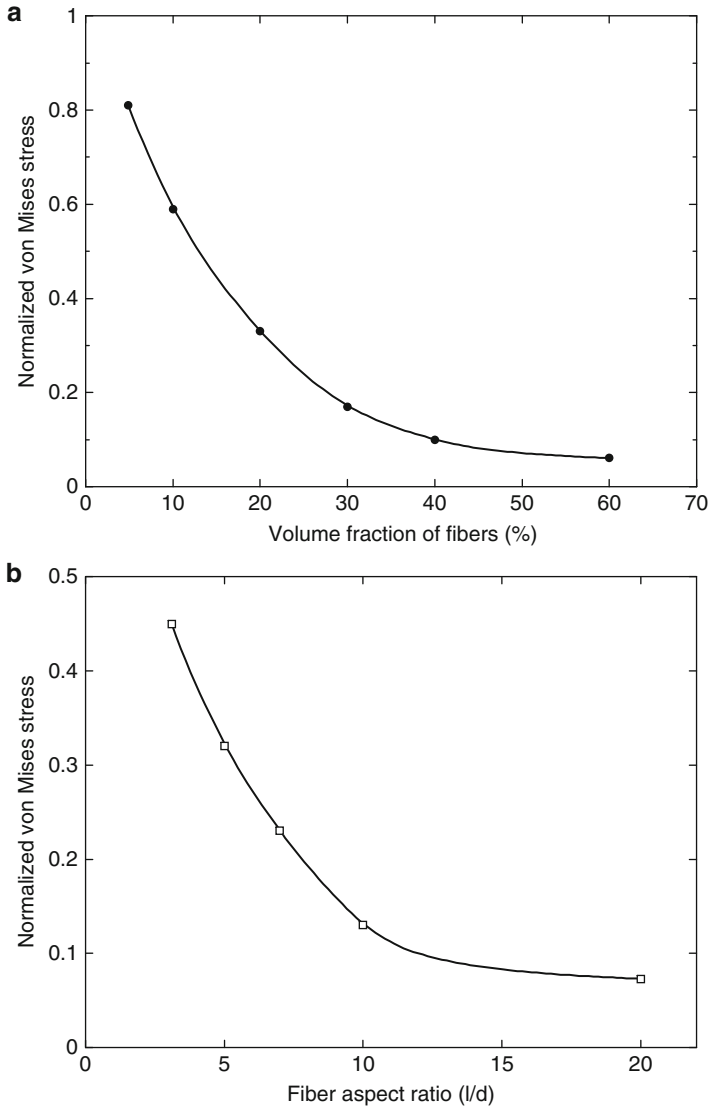 a
Normalized von Mises stress
1
0.8
0.6
0.4
0.2
0
0 10 20 30 40 50 60 70
Volume fraction of fibers (%)
b
Normalized von Mises stress
0.5
0.4
0.3
0.2
0.1
0
0 5 10 15 20
Fiber aspect ratio (l/d)